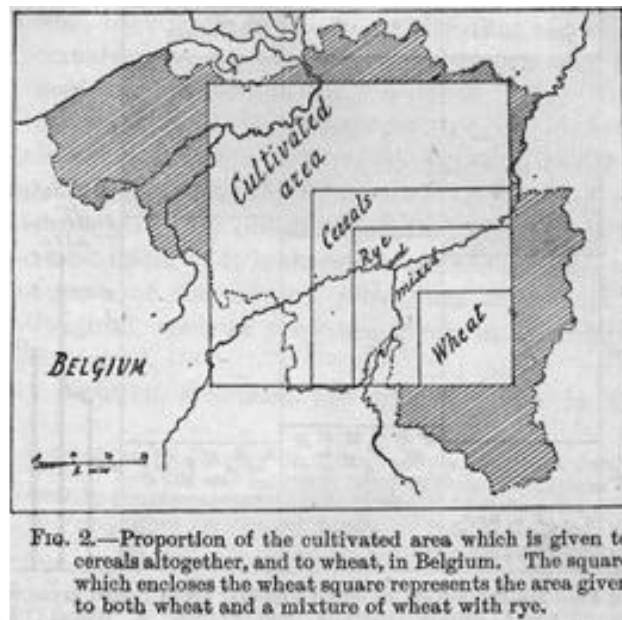 Cultivated
area
Cereals
Rye
mixed
Wheat
BELGIUM
FIG. 2.—Proportion of the cultivated area which is given to
cereals altogether, and to wheat, in Belgium. The square
which encloses the wheat square represents the area given
to both wheat and a mixture of wheat with rye.